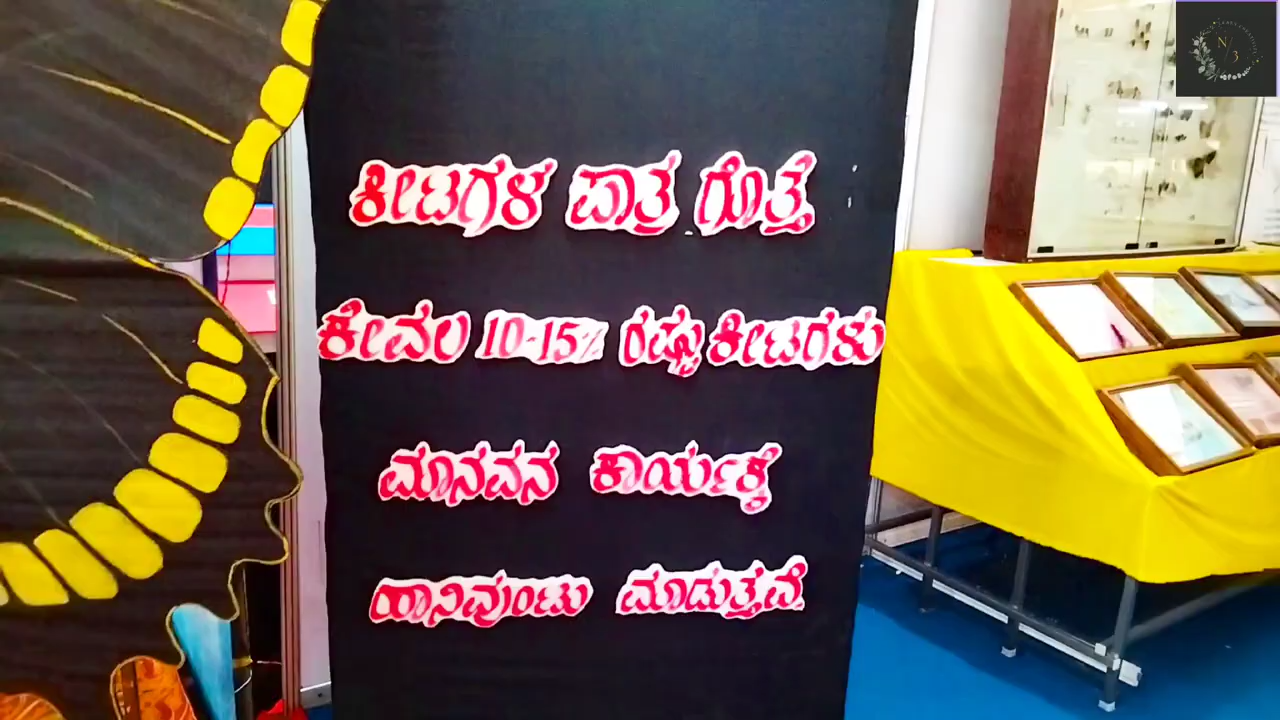 ಕೀಟಗಳ ಪಾತ್ರ ಗೊತ್ತೆ
ಕೇವಲ 10-15% ರಷ್ಟು ಕೀಟಗಳು
ಮಾನವನ ಕಾರ್ಯಕ್ಕೆ
ಹಾನಿವುಂಟು ಮಾಡುತ್ತವೆ.